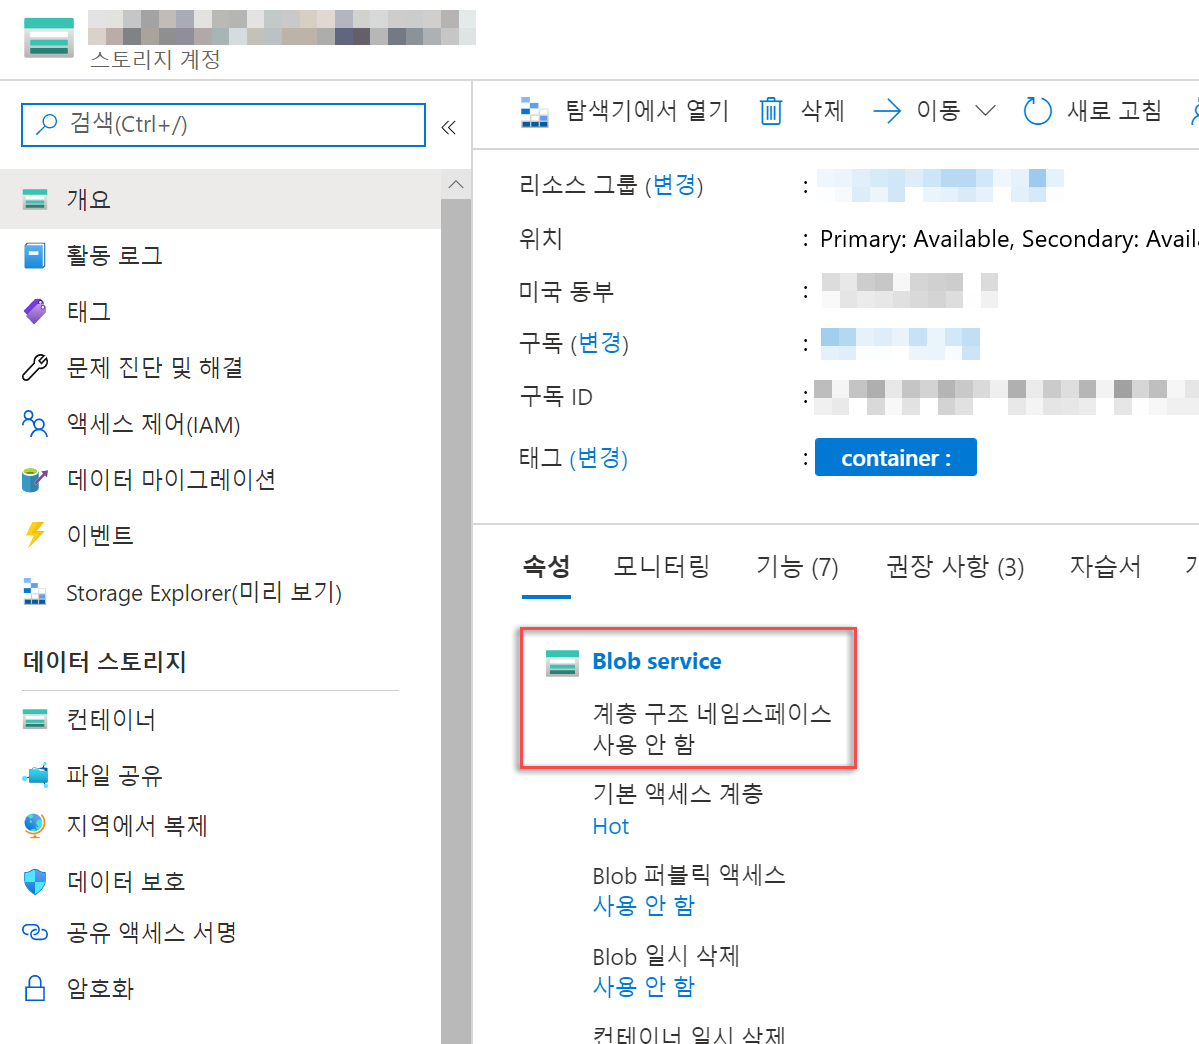 스토리지 계정
검색(Ctrl+/)
«
개요
활동 로그
태그
문제 진단 및 해결
액세스 제어(IAM)
데이터 마이그레이션
이벤트
Storage Explorer(미리 보기)
데이터 스토리지
컨테이너
파일 공유
지역에서 복제
데이터 보호
공유 액세스 서명
암호화
탐색기에서 열기 삭제 이동 새로 고침
리소스 그룹 (변경) :
위치 : Primary: Available, Secondary: Avail
미국 동부 :
구독 (변경) :
구독 ID :
태그 (변경) : container :
속성 모니터링 기능 (7) 권장 사항 (3) 자습서
Blob service
계층 구조 네임스페이스
사용 안 함
기본 액세스 계층
Hot
Blob 퍼블릭 액세스
사용 안 함
Blob 일시 삭제
사용 안 함
컨테이너 일시 삭제